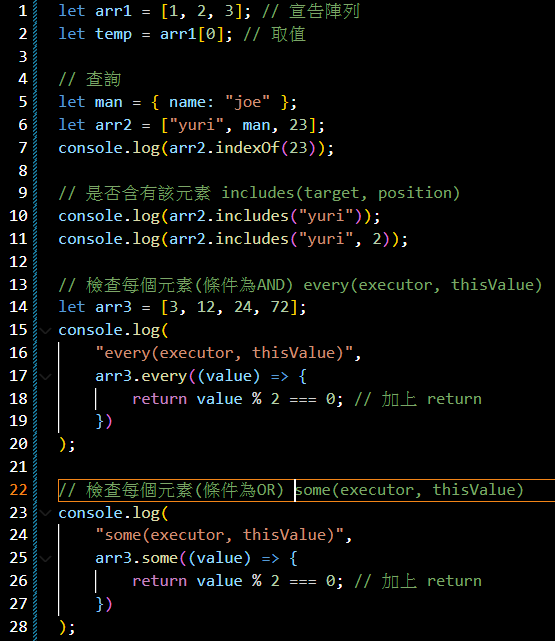 1 let arr1 = [1, 2, 3]; // 宣告陣列
2 let temp = arr1[0]; // 取值
3
4 // 查詢
5 let man = { name: "joe" };
6 let arr2 = ["yuri", man, 23];
7 console.log(arr2.indexOf(23));
8
9 // 是否含有該元素 includes(target, position)
10 console.log(arr2.includes("yuri"));
11 console.log(arr2.includes("yuri", 2));
12
13 // 檢查每個元素(條件為AND) every(executor, thisValue)
14 let arr3 = [3, 12, 24, 72];
15 console.log(
16     "every(executor, thisValue)",
17     arr3.every((value) => {
18         return value % 2 === 0; // 加上 return
19     })
20 );
21
22 // 檢查每個元素(條件為OR) some(executor, thisValue)
23 console.log(
24     "some(executor, thisValue)",
25     arr3.some((value) => {
26         return value % 2 === 0; // 加上 return
27     })
28 );